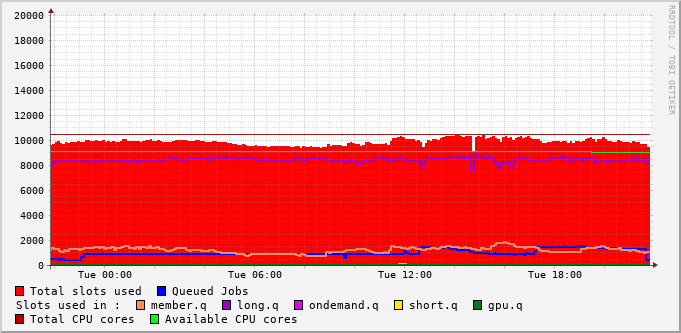 20000
18000
16000
14000
12000
10000
8000
6000
4000
2000
0
Tue 00:00 Tue 06:00 Tue 12:00 Tue 18:00
RRDTOOL / TOBI OETIKER
Total slots used Queued Jobs
Slots used in : member.q long.q ondemand.q short.q gpu.q
Total CPU cores Available CPU cores